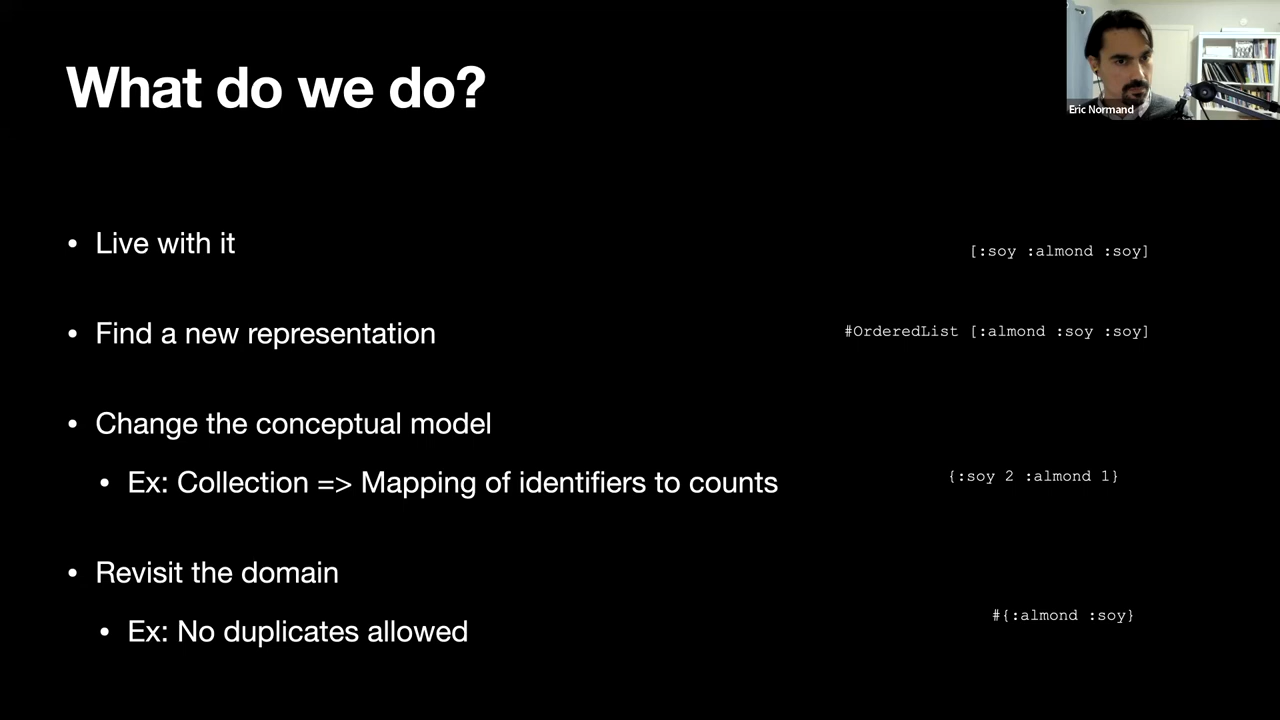 What do we do?
Eric Normand
• Live with it
[:soy :almond :soy]
• Find a new representation
#OrderedList [:almond :soy :soy]
• Change the conceptual model
• Ex: Collection => Mapping of identifiers to counts
{:soy 2 :almond 1}
• Revisit the domain
• Ex: No duplicates allowed
#{:almond :soy}